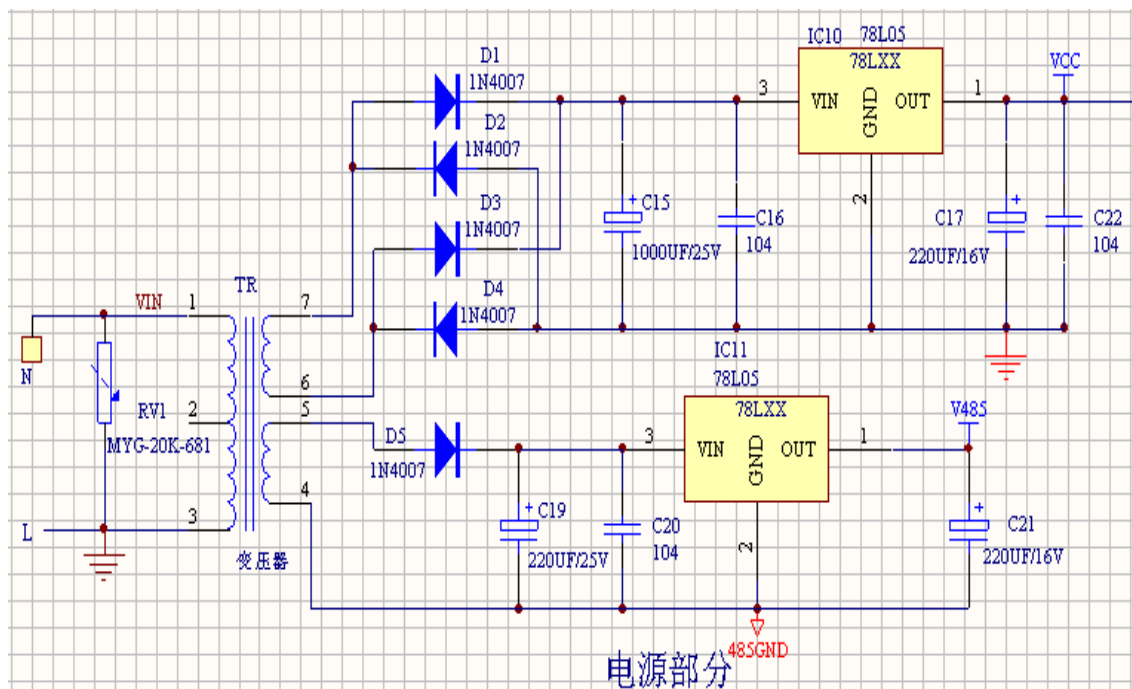 IC10 78L05
78LXX
VIN
GND
OUT
3
1
2
VCC
D1
1N4007
D2
1N4007
D3
1N4007
D4
1N4007
C15
1000UF/25V
C16
104
C17
220UF/16V
C22
104
TR
VIN
1
2
3
7
6
5
4
N
L
RV1
MYG-20K-681
变压器
IC11
78L05
78LXX
VIN
GND
OUT
3
1
2
V485
D5
1N4007
C19
220UF/25V
C20
104
C21
220UF/16V
485GND
电源部分